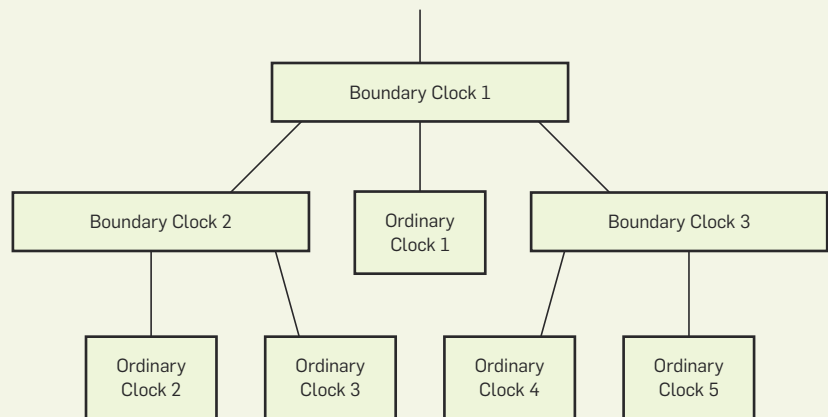 Boundary Clock 1
Boundary Clock 2
Ordinary
Clock 1
Boundary Clock 3
Ordinary
Clock 2
Ordinary
Clock 3
Ordinary
Clock 4
Ordinary
Clock 5